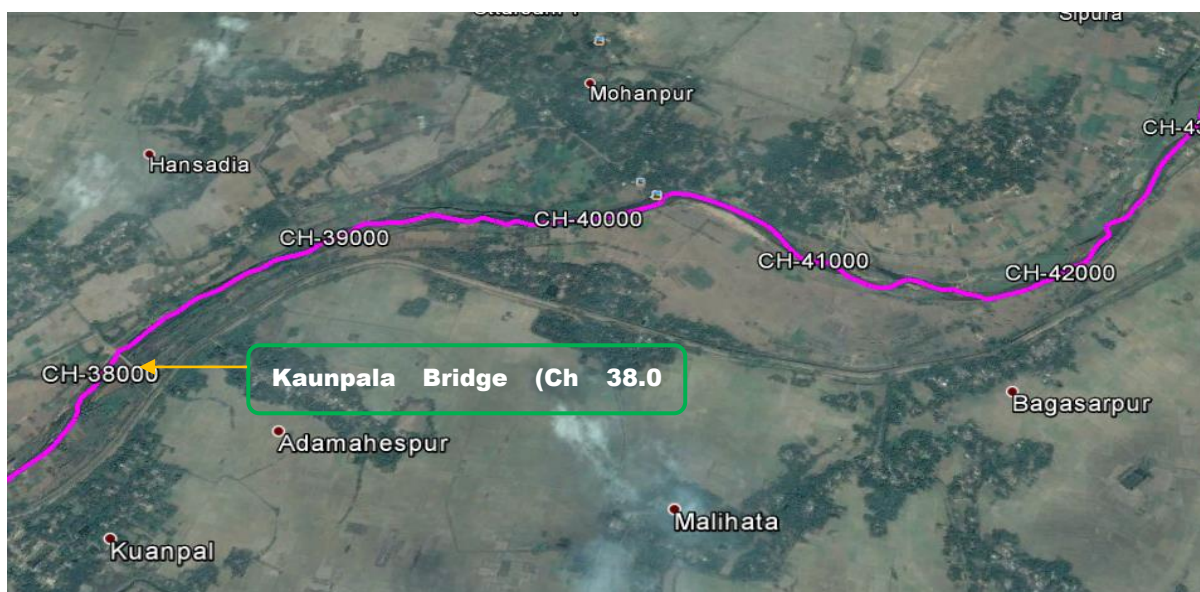 Sipura
Mohanpur
CH-43
Hansadia
CH-40000
CH-39000
CH-41000
CH-42000
CH-38000
Kaunpala Bridge (Ch 38.0
Bagasarpur
Adamahespur
Malihata
Kuanpal